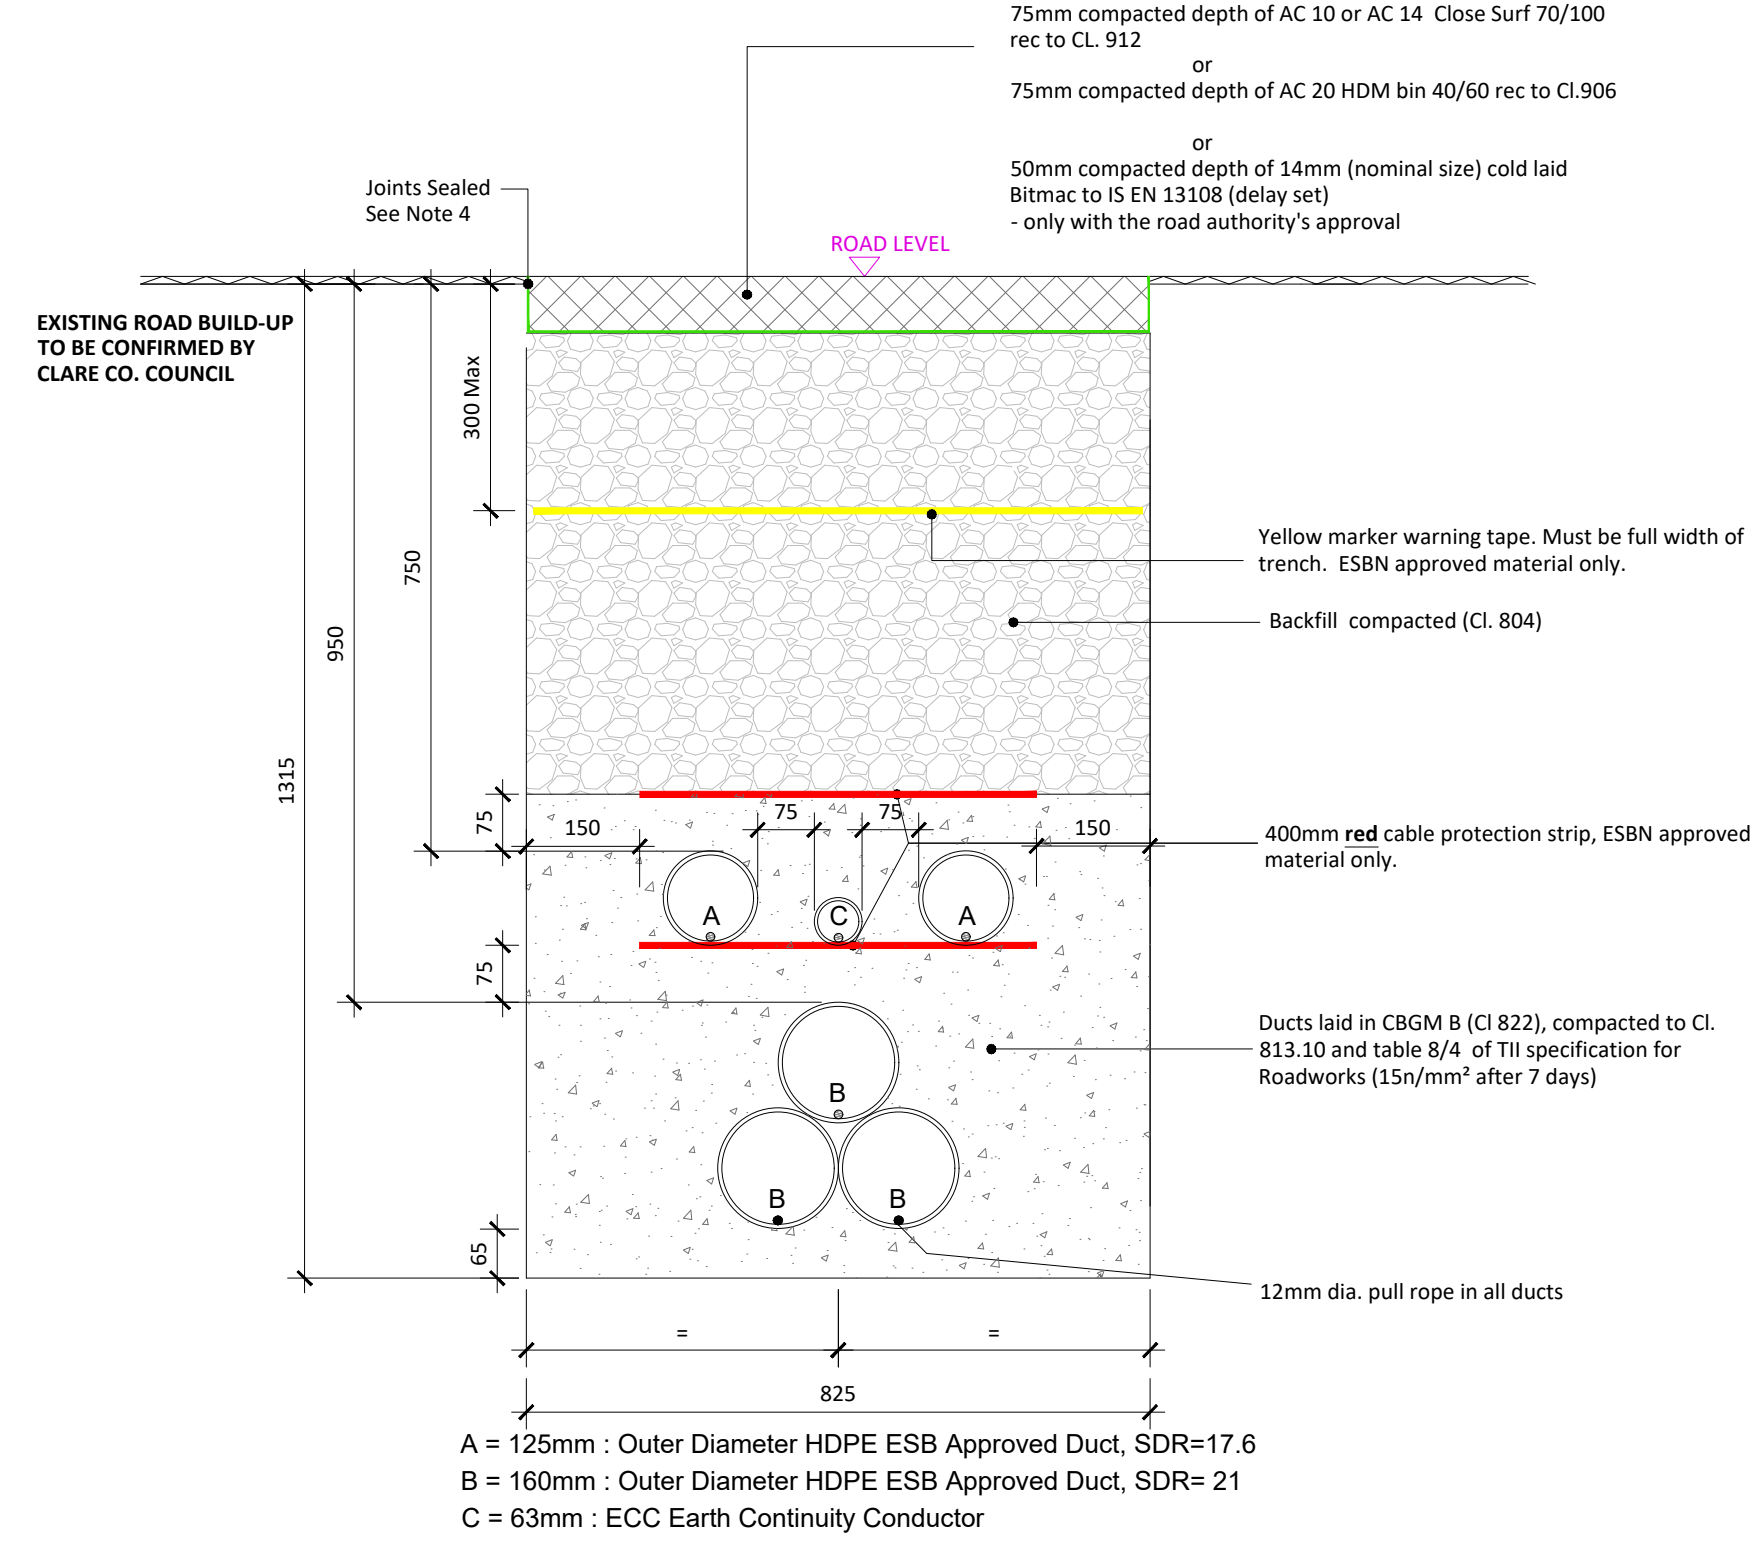 75mm compacted depth of AC 10 or AC 14 Close Surf 70/100
rec to CL. 912
or
75mm compacted depth of AC 20 HDM bin 40/60 rec to Cl.906
or
50mm compacted depth of 14mm (nominal size) cold laid
Bitmac to IS EN 13108 (delay set)
- only with the road authority's approval
Joints Sealed
See Note 4
ROAD LEVEL
EXISTING ROAD BUILD-UP
TO BE CONFIRMED BY
CLARE CO. COUNCIL
300 Max
750
950
1315
Yellow marker warning tape. Must be full width of
trench. ESBN approved material only.
Backfill compacted (Cl. 804)
75
150
75
75
150
400mm red cable protection strip, ESBN approved
material only.
A
C
A
75
Ducts laid in CBGM B (Cl 822), compacted to Cl.
813.10 and table 8/4 of TII specification for
Roadworks (15n/mm² after 7 days)
B
B
B
65
12mm dia. pull rope in all ducts
=
=
825
A = 125mm : Outer Diameter HDPE ESB Approved Duct, SDR=17.6
B = 160mm : Outer Diameter HDPE ESB Approved Duct, SDR= 21
C = 63mm : ECC Earth Continuity Conductor